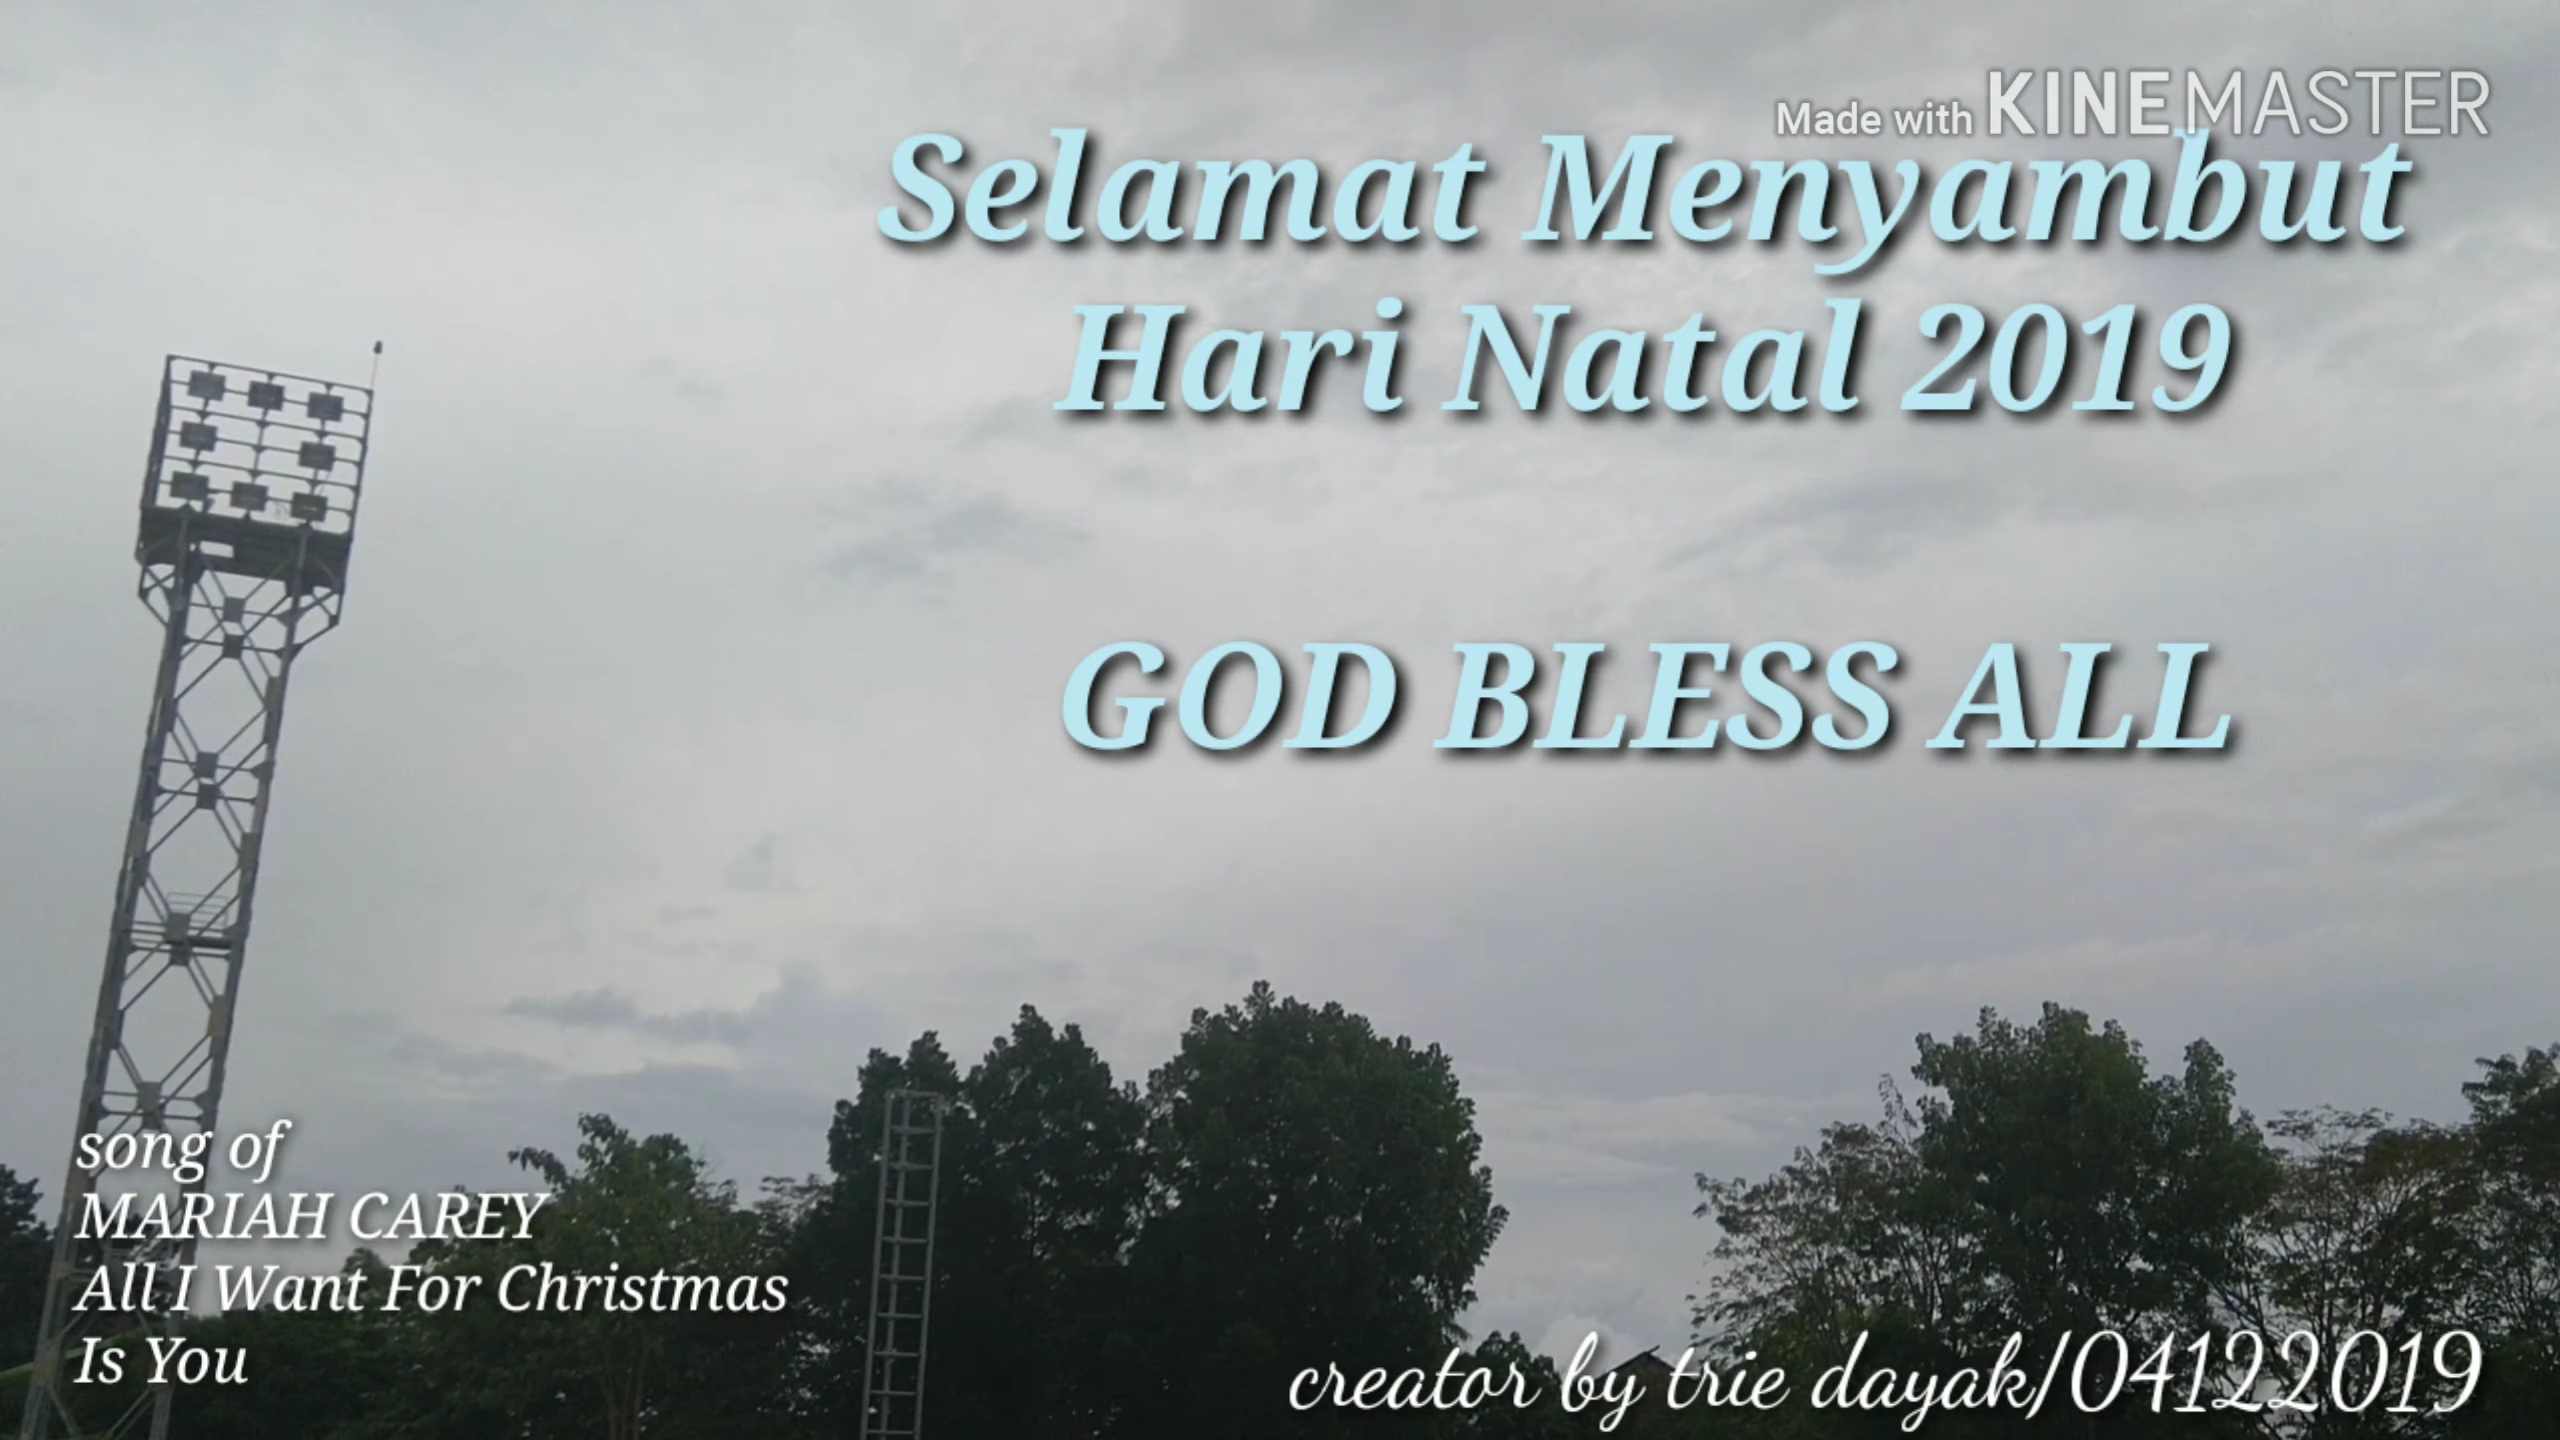 Made with KINEMASTER
Selamat Menyambut
Hari Natal 2019
GOD BLESS ALL
song of
MARIAH CAREY
All I Want For Christmas
Is You
creator by trie dayak/04122019